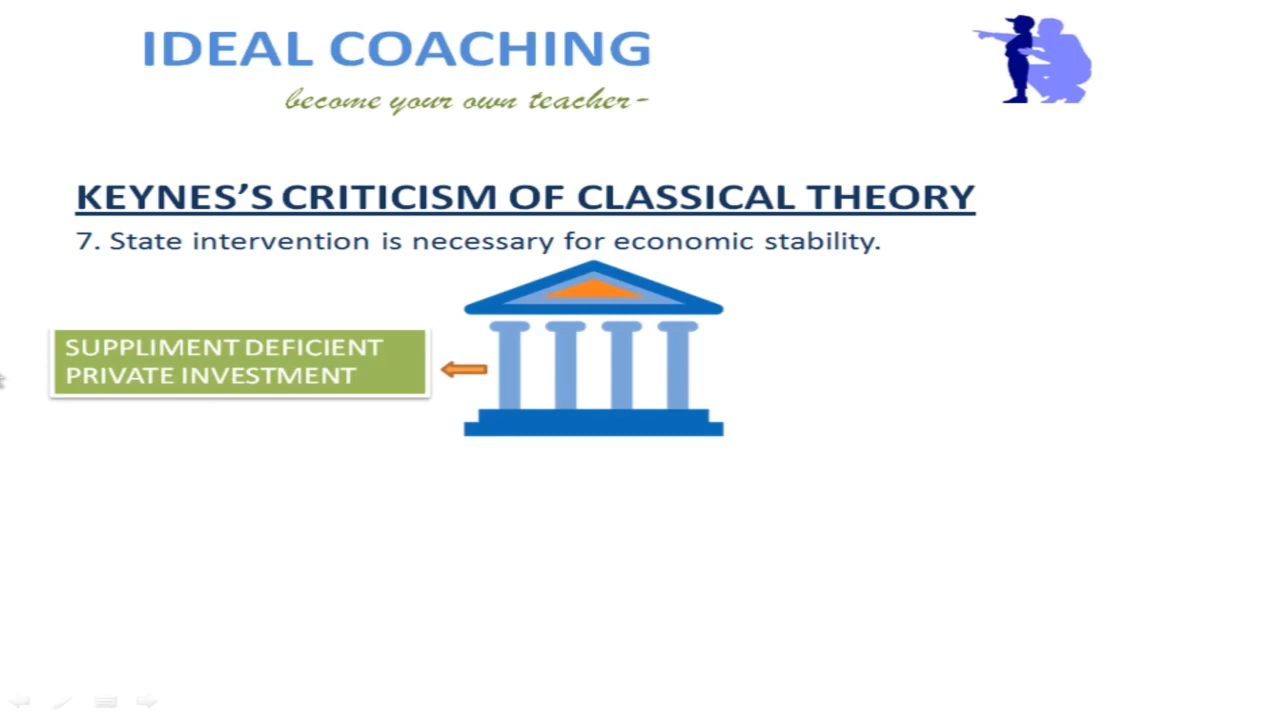 IDEAL COACHING
become your own teacher-
KEYNES’S CRITICISM OF CLASSICAL THEORY
7. State intervention is necessary for economic stability.
SUPPLIMENT DEFICIENT
PRIVATE INVESTMENT